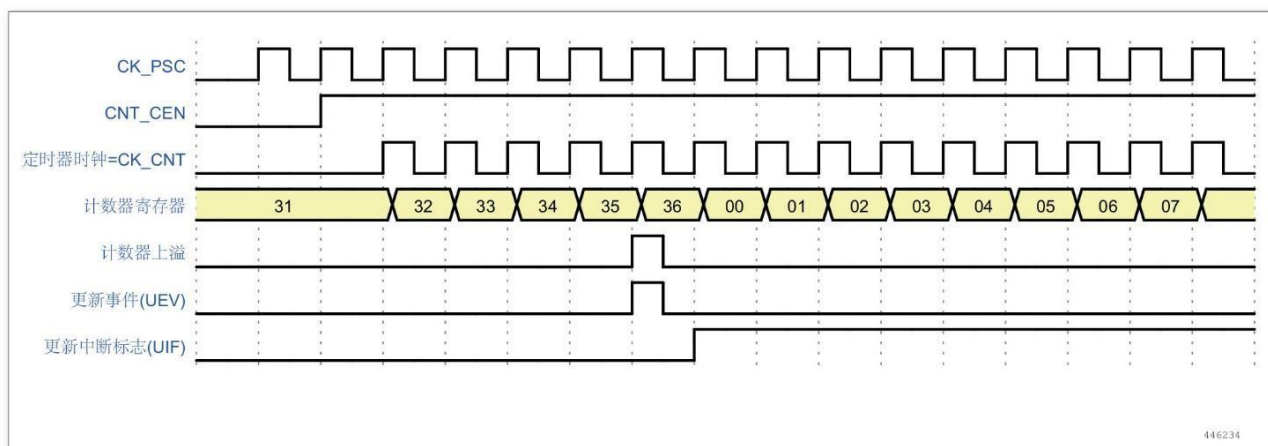 CK_PSC
CNT_CEN
定时器时钟=CK_CNT
计数器寄存器 31 32 33 34 35 36 00 01 02 03 04 05 06 07
计数器上溢
更新事件(UEV)
更新中断标志(UIF)
446234